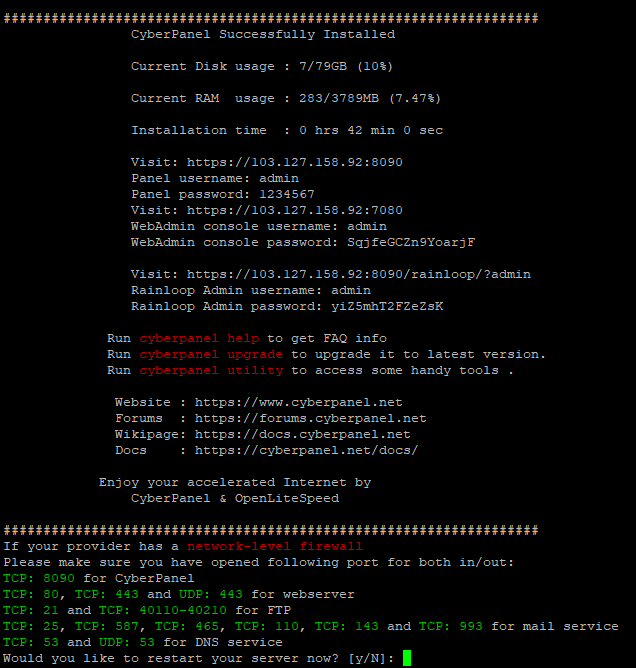 ###################################################################
CyberPanel Successfully Installed
Current Disk usage : 7/79GB (10%)
Current RAM  usage : 283/3789MB (7.47%)
Installation time  : 0 hrs 42 min 0 sec
Visit: https://103.127.158.92:8090
Panel username: admin
Panel password: 1234567
Visit: https://103.127.158.92:7080
WebAdmin console username: admin
WebAdmin console password: SqjfeGCZn9YoarjF
Visit: https://103.127.158.92:8090/rainloop/?admin
Rainloop Admin username: admin
Rainloop Admin password: yiZ5mhT2FZeZsK
Run cyberpanel help to get FAQ info
Run cyberpanel upgrade to upgrade it to latest version.
Run cyberpanel utility to access some handy tools .
Website : https://www.cyberpanel.net
Forums  : https://forums.cyberpanel.net
Wikipage: https://docs.cyberpanel.net
Docs    : https://cyberpanel.net/docs/
Enjoy your accelerated Internet by
CyberPanel & OpenLiteSpeed
###################################################################
If your provider has a network-level firewall
Please make sure you have opened following port for both in/out:
TCP: 8090 for CyberPanel
TCP: 80, TCP: 443 and UDP: 443 for webserver
TCP: 21 and TCP: 40110-40210 for FTP
TCP: 25, TCP: 587, TCP: 465, TCP: 110, TCP: 143 and TCP: 993 for mail service
TCP: 53 and UDP: 53 for DNS service
Would you like to restart your server now? [y/N]: